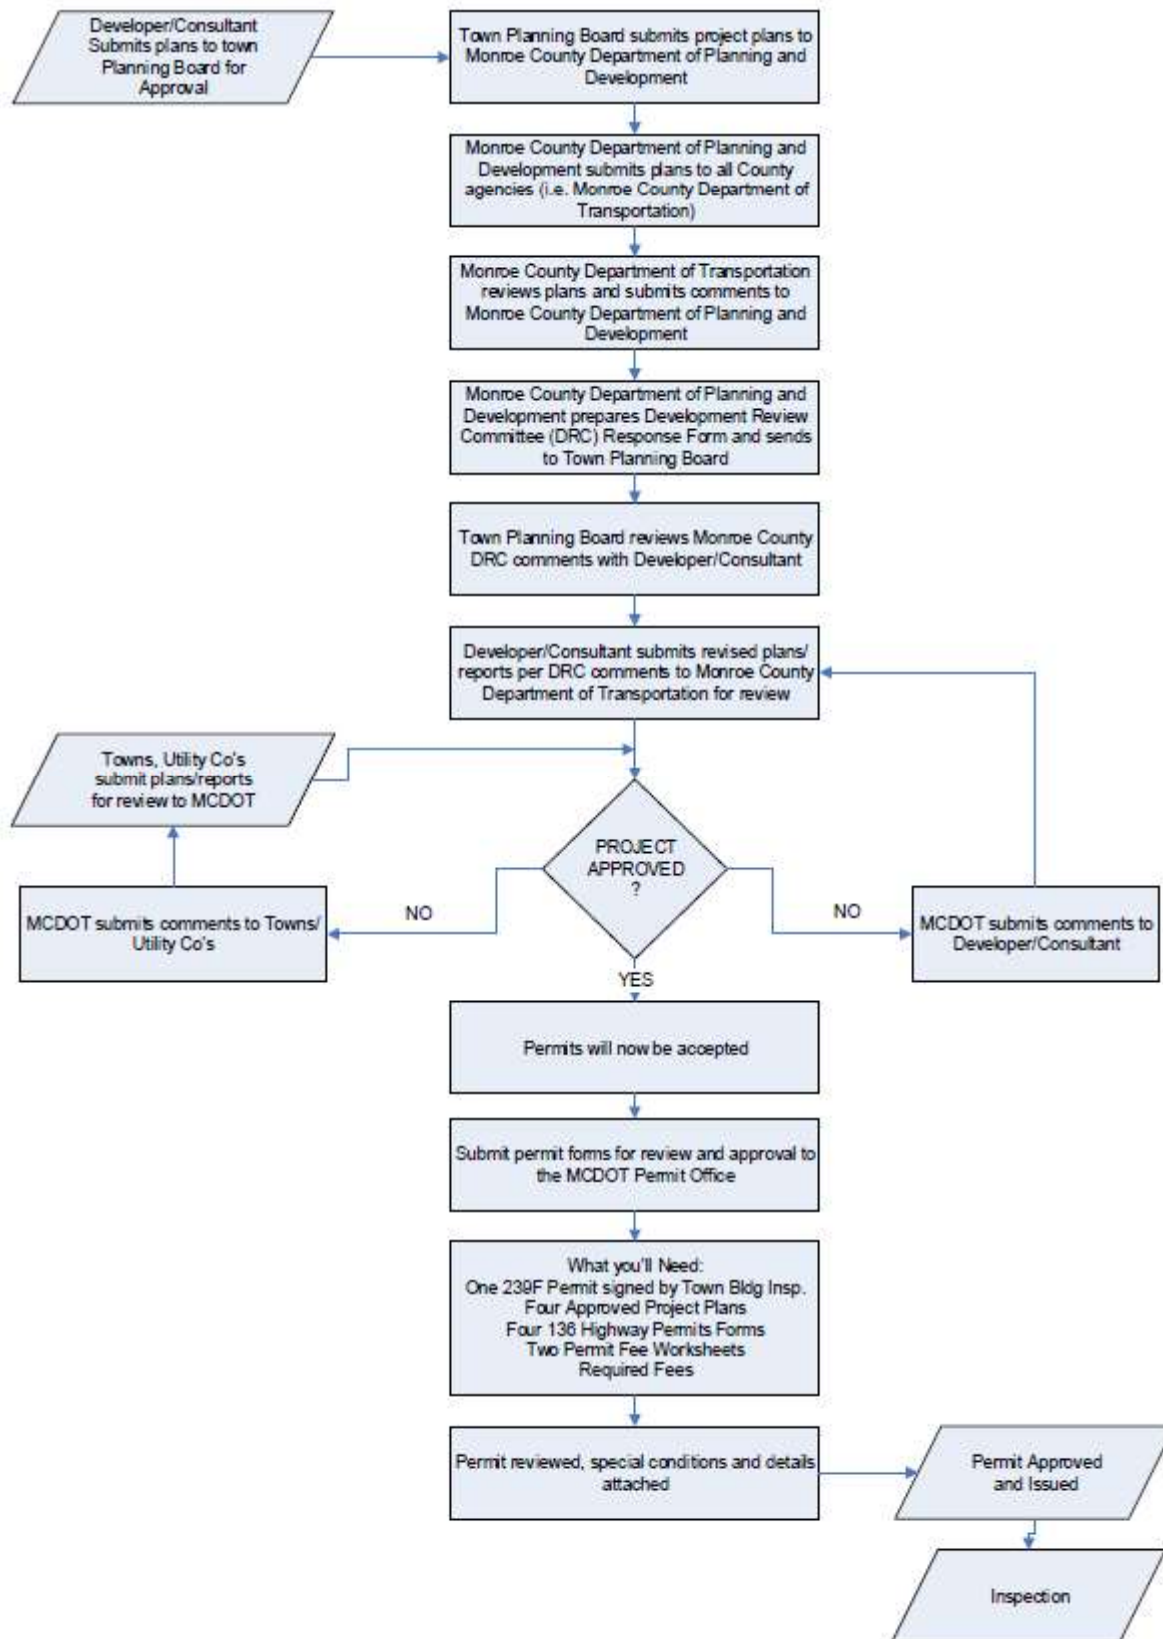 Developer/Consultant
Submits plans to town
Planning Board for
Approval
Town Planning Board submits project plans to
Monroe County Department of Planning and
Development
Monroe County Department of Planning and
Development submits plans to all County
agencies (i.e. Monroe County Department of
Transportation)
Monroe County Department of Transportation
reviews plans and submits comments to
Monroe County Department of Planning and
Development
Monroe County Department of Planning and
Development prepares Development Review
Committee (DRC) Response Form and sends
to Town Planning Board
Town Planning Board reviews Monroe County
DRC comments with Developer/Consultant
Developer/Consultant submits revised plans/
reports per DRC comments to Monroe County
Department of Transportation for review
Towns, Utility Co's
submit plans/reports
for review to MCDOT
PROJECT
APPROVED
?
NO
NO
MCDOT submits comments to Towns/
Utility Co's
MCDOT submits comments to
Developer/Consultant
YES
Permits will now be accepted
Submit permit forms for review and approval to
the MCDOT Permit Office
What you'll Need:
One 239F Permit signed by Town Bldg Insp.
Four Approved Project Plans
Four 136 Highway Permits Forms
Two Permit Fee Worksheets
Required Fees
Permit reviewed, special conditions and details
attached
Permit Approved
and Issued
Inspection